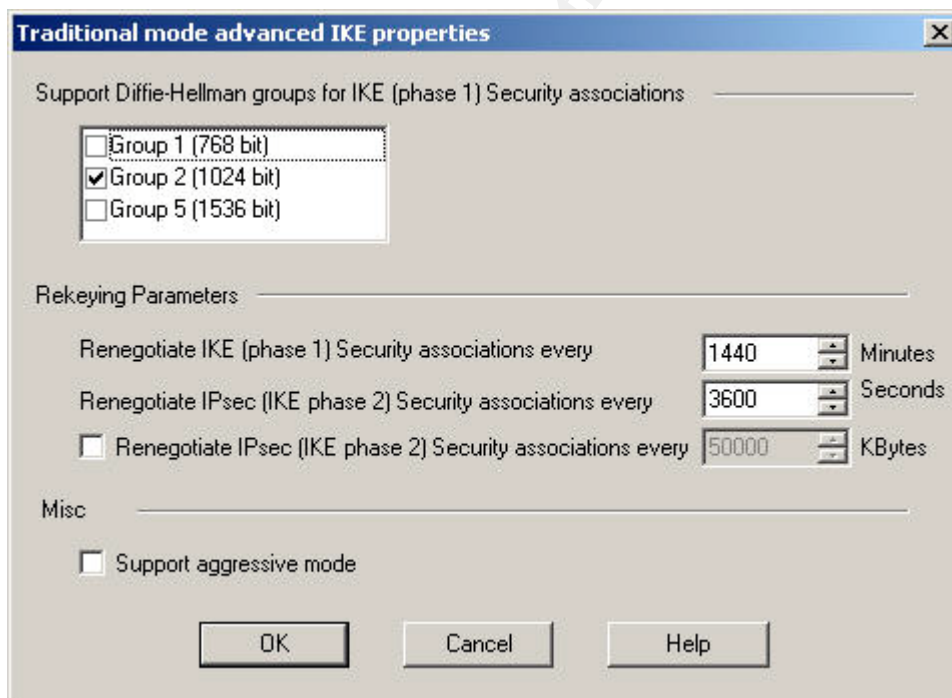 Traditional mode advanced IKE properties
Support Diffie-Hellman groups for IKE (phase 1) Security associations
Group 1 (768 bit)
Group 2 (1024 bit)
Group 5 (1536 bit)
Rekeying Parameters
Renegotiate IKE (phase 1) Security associations every 1440 Minutes
Renegotiate IPsec (IKE phase 2) Security associations every 3600 Seconds
Renegotiate IPsec (IKE phase 2) Security associations every 50000 KBytes
Misc
Support aggressive mode
OK Cancel Help